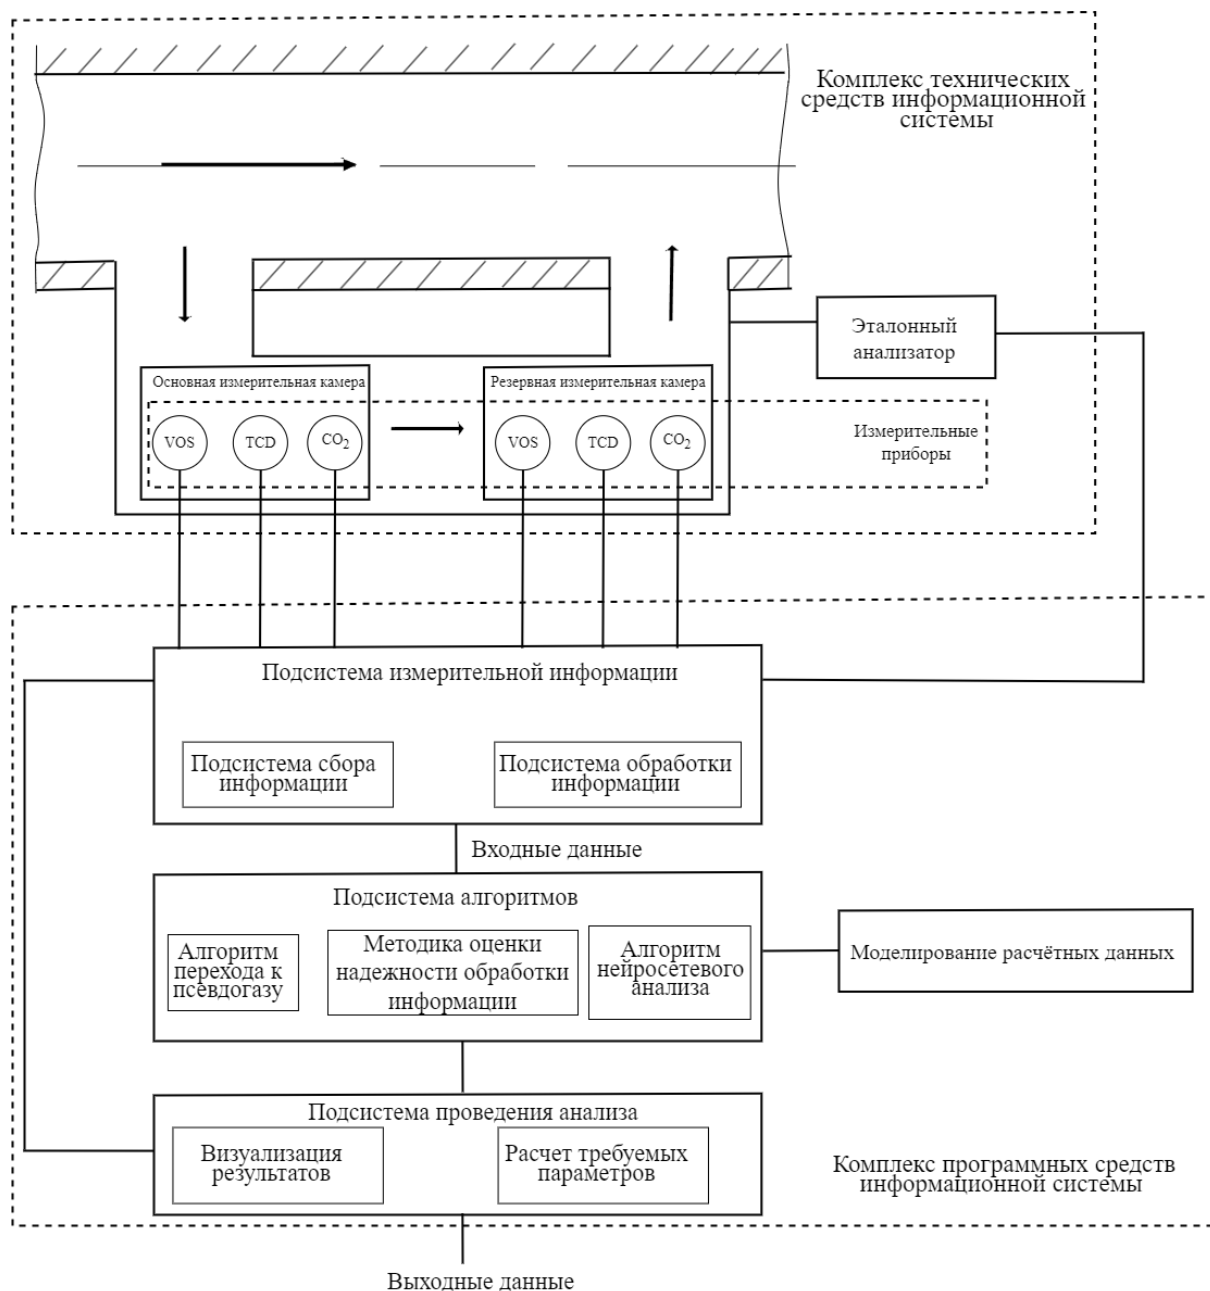 Комплекс технических
средств информационной
системы
Эталонный
анализатор
Основная измерительная камера
Резервная измерительная камера
VOS
TCD
CO2
VOS
TCD
CO2
Измерительные
приборы
Подсистема измерительной информации
Подсистема сбора
информации
Подсистема обработки
информации
Входные данные
Подсистема алгоритмов
Алгоритм
перехода к
псевдогазу
Методика оценки
надежности обработки
информации
Алгоритм
нейросетевого
анализа
Моделирование расчётных данных
Подсистема проведения анализа
Визуализация
результатов
Расчет требуемых
параметров
Комплекс программных средств
информационной системы
Выходные данные